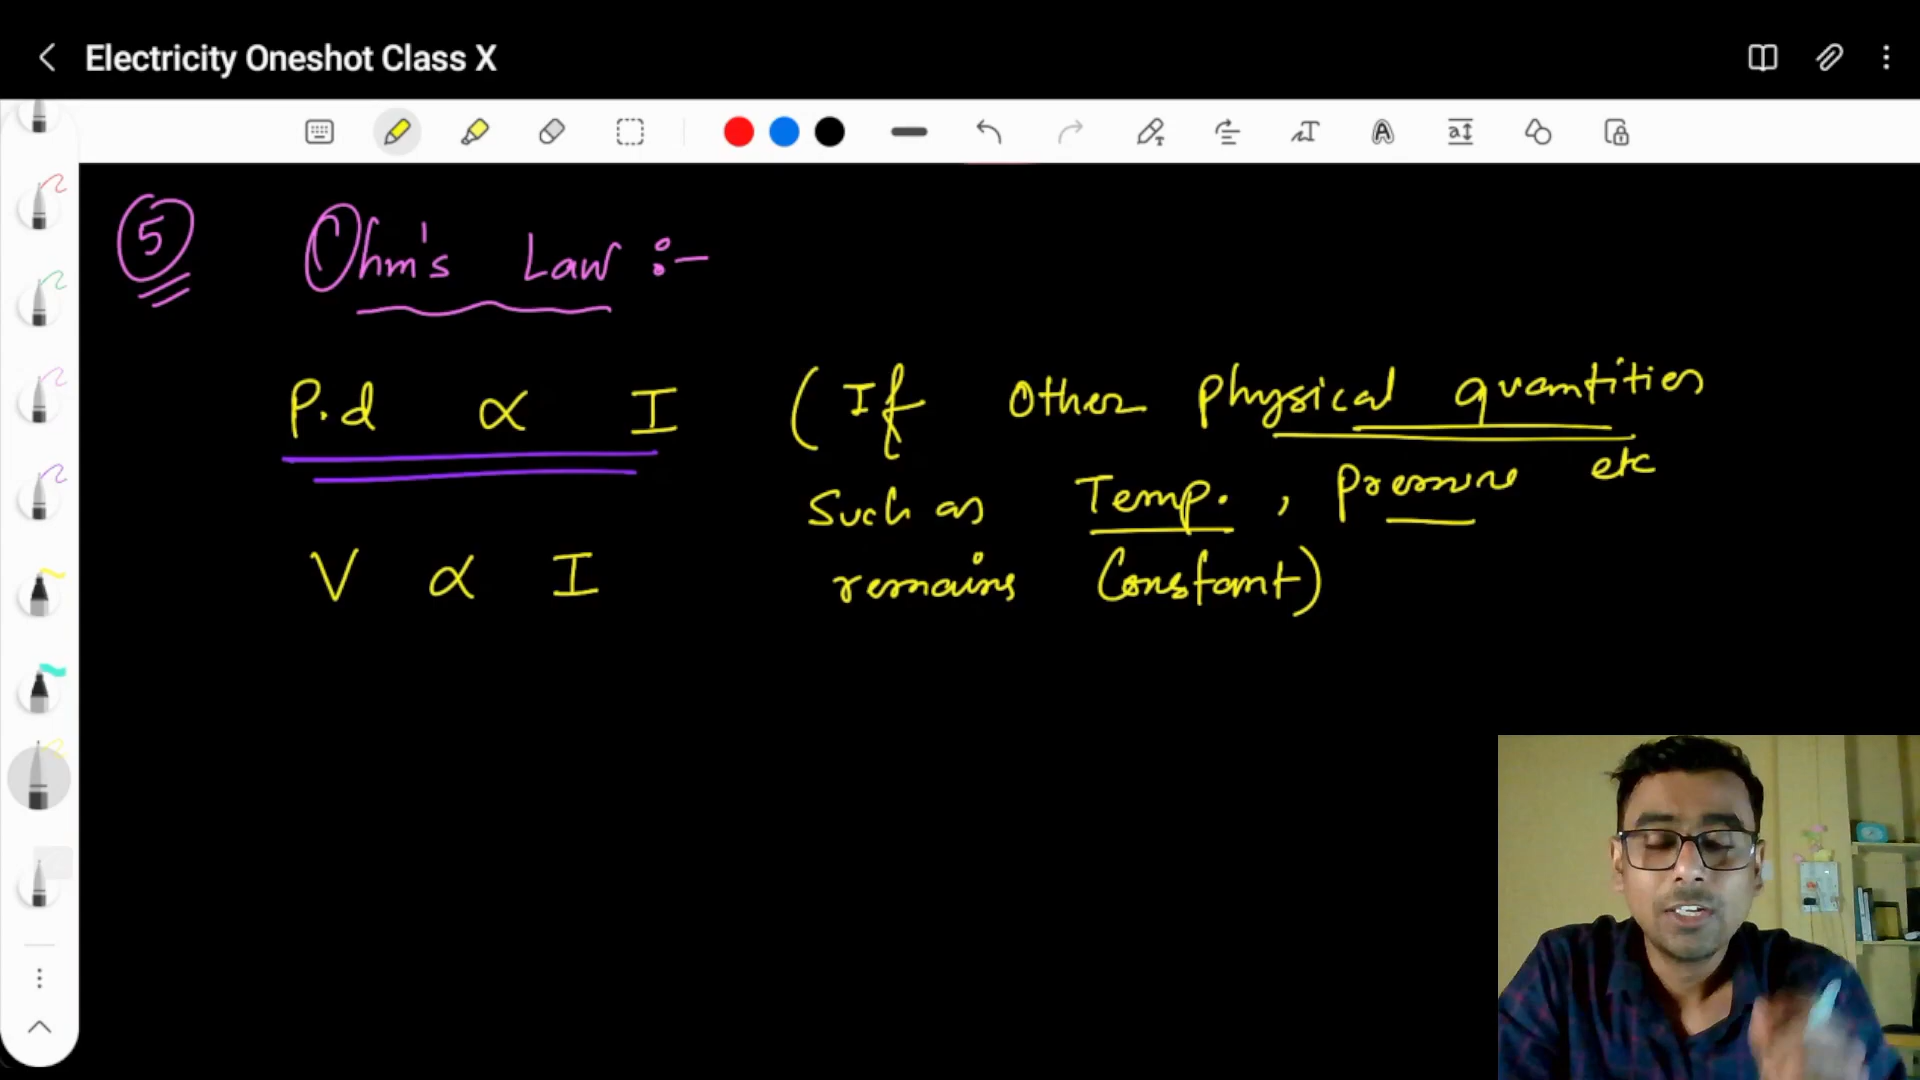 Electricity Oneshot Class X
5 Ohm's Law :-
P.d ∝ I (If Other physical quantities
Such as Temp. , Pressure etc
V ∝ I remains Constant)